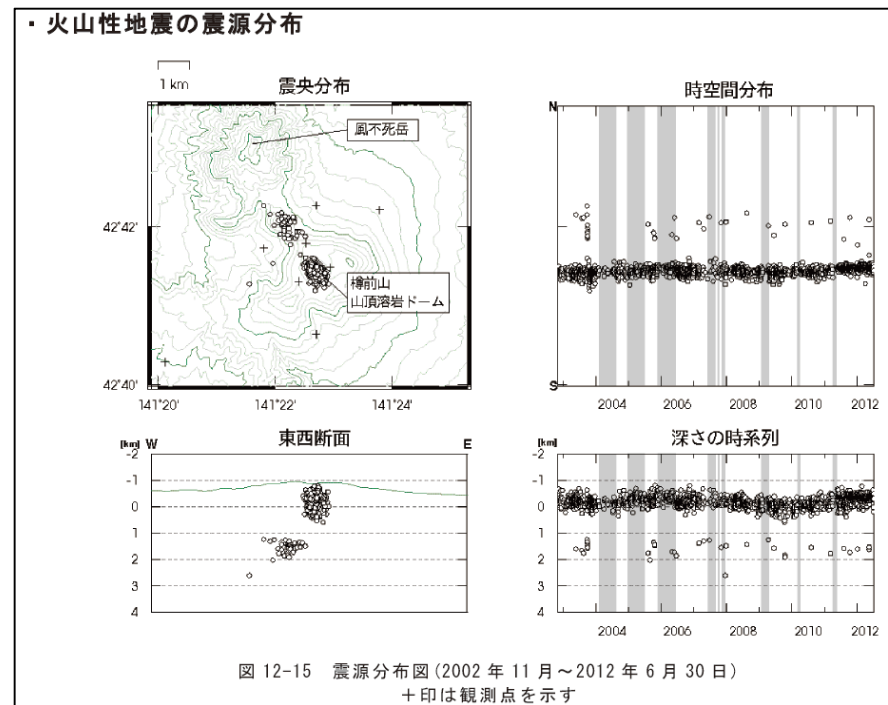 ・火山性地震の震源分布
1 km
震央分布
風不死岳
樽前山
山頂溶岩ドーム
42°42'
42°40'
141°20' 141°22' 141°24'
時空間分布
N
S
2004 2006 2008 2010 2012
東西断面
[km] W E
-2
-1
0
1
2
3
4
深さの時系列
[km]
-2
-1
0
1
2
3
4
2004 2006 2008 2010 2012
図 12-15 震源分布図(2002 年 11 月～2012 年 6 月 30 日)
＋印は観測点を示す